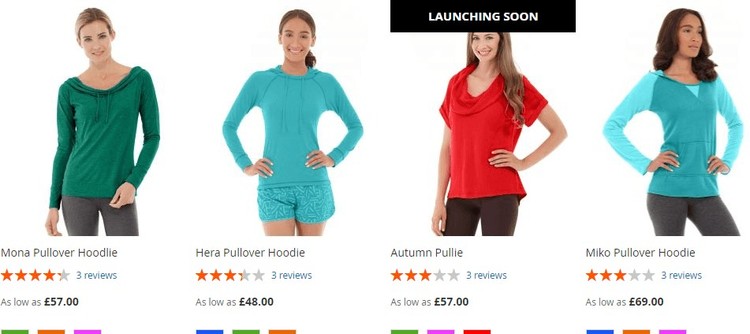 LAUNCHING SOON
Mona Pullover Hoodlie
3 reviews
As low as £57.00
Hera Pullover Hoodie
3 reviews
As low as £48.00
Autumn Pullie
3 reviews
As low as £57.00
Miko Pullover Hoodie
3 reviews
As low as £69.00